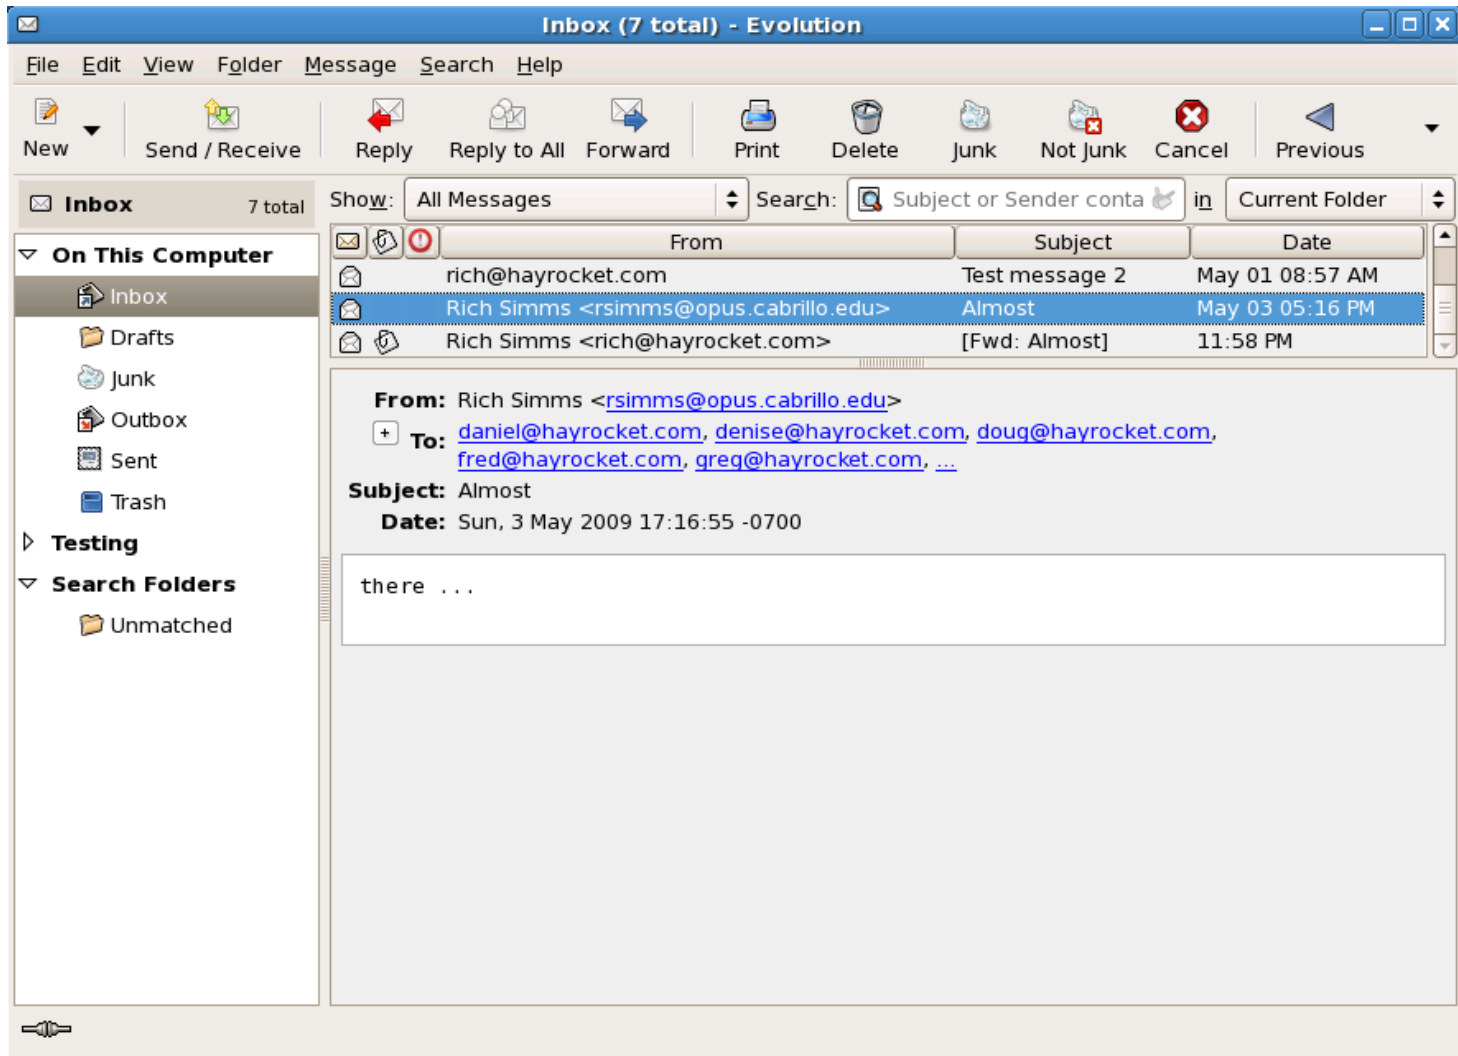 Inbox (7 total) - Evolution
File Edit View Folder Message Search Help
New Send / Receive Reply Reply to All Forward Print Delete Junk Not Junk Cancel Previous
Inbox 7 total
Show: All Messages Search: Subject or Sender conta in Current Folder
On This Computer
Inbox
Drafts
Junk
Outbox
Sent
Trash
Testing
Search Folders
Unmatched
From Subject Date
rich@hayrocket.com Test message 2 May 01 08:57 AM
Rich Simms <rsimms@opus.cabrillo.edu> Almost May 03 05:16 PM
Rich Simms <rich@hayrocket.com> [Fwd: Almost] 11:58 PM
From: Rich Simms <rsimms@opus.cabrillo.edu>
To: daniel@hayrocket.com, denise@hayrocket.com, doug@hayrocket.com,
fred@hayrocket.com, greg@hayrocket.com, ...
Subject: Almost
Date: Sun, 3 May 2009 17:16:55 -0700
there ...